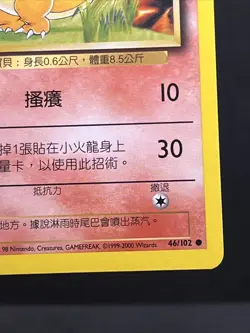 貝：身長0.6公尺，體重8.5公斤
搔癢 10
掉1張貼在小火龍身上
量卡，以使用此招術。 30
抵抗力 撤退
地方。據說淋雨時尾巴會噴出蒸汽。
98 Nintendo, Creatures, GAMEFREAK. ©1999-2000 Wizards. 46/102 ●